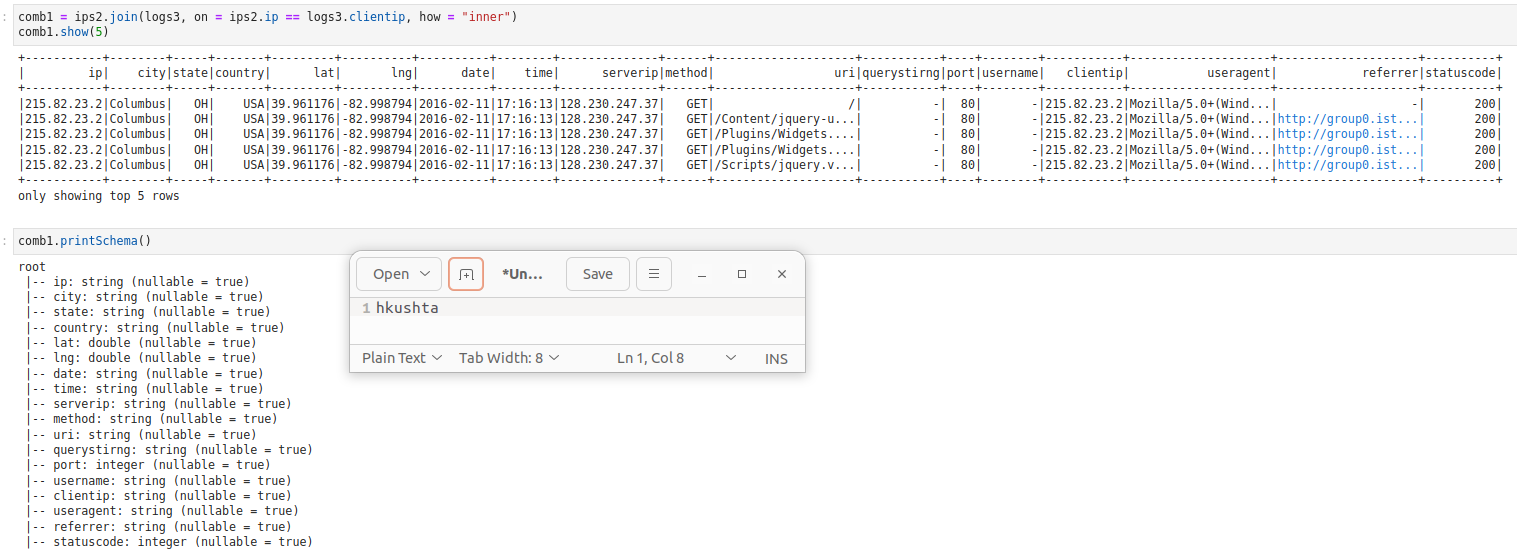 : comb1 = ips2.join(logs3, on = ips2.ip == logs3.clientip, how = "inner")
comb1.show(5)
+-----------+--------+-----+-------+---------+----------+----------+--------+--------------+------+--------------------+-----------+----+--------+-----------+--------------------+--------------------+----------+
|         ip|    city|state|country|      lat|       lng|      date|    time|      serverip|method|                 uri|querystirng|port|username|   clientip|           useragent|            referrer|statuscode|
+-----------+--------+-----+-------+---------+----------+----------+--------+--------------+------+--------------------+-----------+----+--------+-----------+--------------------+--------------------+----------+
|215.82.23.2|Columbus|   OH|    USA|39.961176|-82.998794|2016-02-11|17:16:13|128.230.247.37|   GET|                   /|          -|  80|       -|215.82.23.2|Mozilla/5.0+(Wind...|                   -|       200|
|215.82.23.2|Columbus|   OH|    USA|39.961176|-82.998794|2016-02-11|17:16:13|128.230.247.37|   GET|/Content/jquery-u...|          -|  80|       -|215.82.23.2|Mozilla/5.0+(Wind...|http://group0.ist...|       200|
|215.82.23.2|Columbus|   OH|    USA|39.961176|-82.998794|2016-02-11|17:16:13|128.230.247.37|   GET|/Plugins/Widgets....|          -|  80|       -|215.82.23.2|Mozilla/5.0+(Wind...|http://group0.ist...|       200|
|215.82.23.2|Columbus|   OH|    USA|39.961176|-82.998794|2016-02-11|17:16:13|128.230.247.37|   GET|/Plugins/Widgets....|          -|  80|       -|215.82.23.2|Mozilla/5.0+(Wind...|http://group0.ist...|       200|
|215.82.23.2|Columbus|   OH|    USA|39.961176|-82.998794|2016-02-11|17:16:13|128.230.247.37|   GET|/Scripts/jquery.v...|          -|  80|       -|215.82.23.2|Mozilla/5.0+(Wind...|http://group0.ist...|       200|
+-----------+--------+-----+-------+---------+----------+----------+--------+--------------+------+--------------------+-----------+----+--------+-----------+--------------------+--------------------+----------+
only showing top 5 rows
: comb1.printSchema()
root
 |-- ip: string (nullable = true)
 |-- city: string (nullable = true)
 |-- state: string (nullable = true)
 |-- country: string (nullable = true)
 |-- lat: double (nullable = true)
 |-- lng: double (nullable = true)
 |-- date: string (nullable = true)
 |-- time: string (nullable = true)
 |-- serverip: string (nullable = true)
 |-- method: string (nullable = true)
 |-- uri: string (nullable = true)
 |-- querystirng: string (nullable = true)
 |-- port: integer (nullable = true)
 |-- username: string (nullable = true)
 |-- clientip: string (nullable = true)
 |-- useragent: string (nullable = true)
 |-- referrer: string (nullable = true)
 |-- statuscode: integer (nullable = true)
Open *Un... Save
1 hkushta
Plain Text Tab Width: 8 Ln 1, Col 8 INS